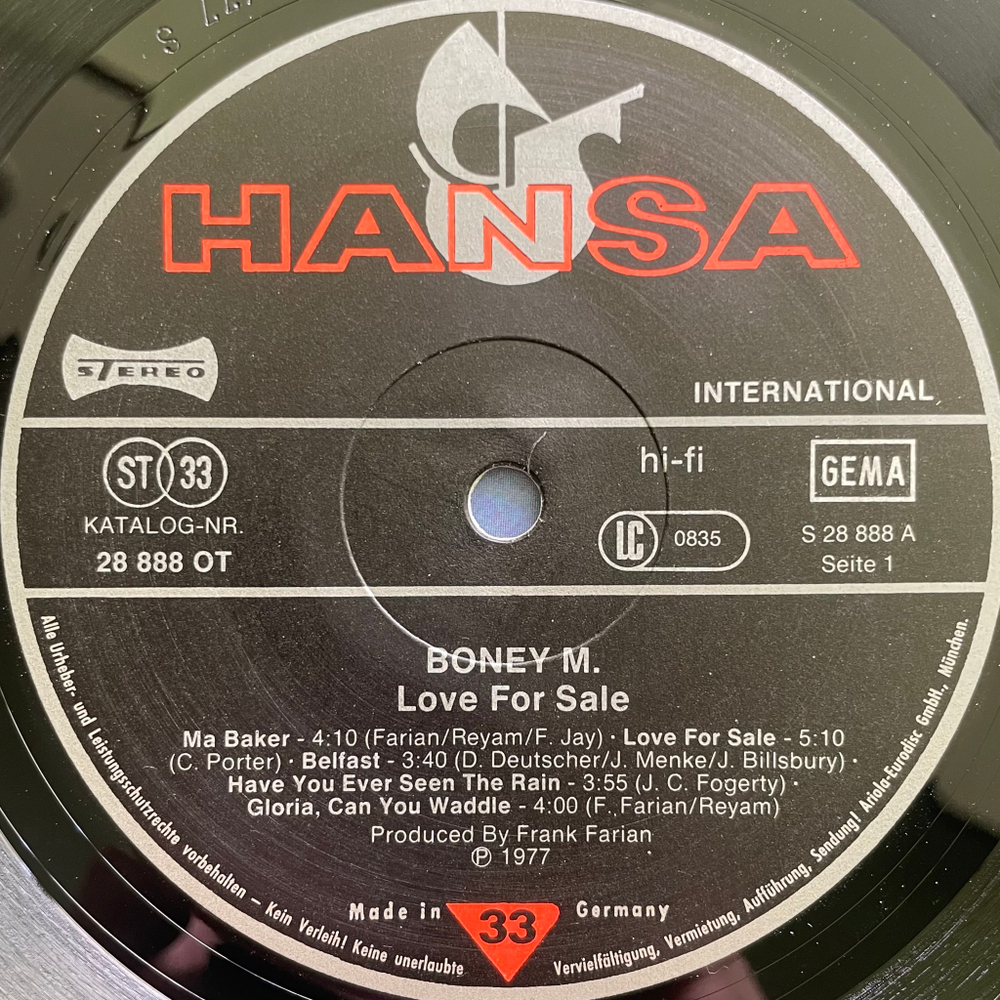 HANSA
STEREO
INTERNATIONAL
ST 33
hi-fi
GEMA
KATALOG-NR.
28 888 OT
LC 0835
S 28 888 A
Seite 1
BONEY M.
Love For Sale
Ma Baker - 4:10 (Farian/Reyam/F. Jay) · Love For Sale - 5:10
(C. Porter) · Belfast - 3:40 (D. Deutscher/J. Menke/J. Billsbury) ·
Have You Ever Seen The Rain - 3:55 (J. C. Fogerty) ·
Gloria, Can You Waddle - 4:00 (F. Farian/Reyam)
Produced By Frank Farian
℗ 1977
Made in 33 Germany
Alle Urheber- und Leistungsschutzrechte vorbehalten – Kein Verleih! Keine unerlaubte Vervielfältigung, Vermietung, Aufführung, Sendung! Ariola-Eurodisc GmbH., München.